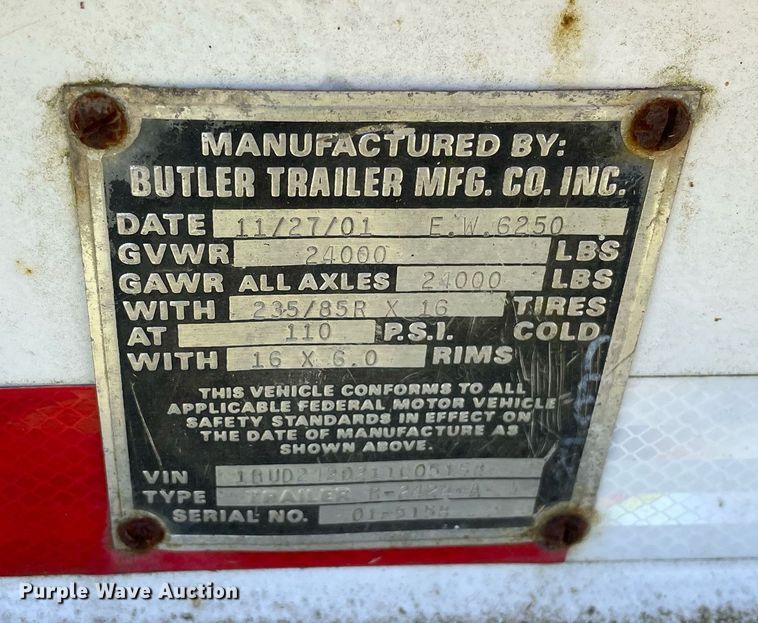 MANUFACTURED BY:
BUTLER TRAILER MFG. CO. INC.
DATE 11/27/01 E.W.6250
GVWR 24000 LBS
GAWR ALL AXLES 24000 LBS
WITH 235/85R X 16 TIRES
AT 110 P.S.I. COLD
WITH 16 X 6.0 RIMS
THIS VEHICLE CONFORMS TO ALL
APPLICABLE FEDERAL MOTOR VEHICLE
SAFETY STANDARDS IN EFFECT ON
THE DATE OF MANUFACTURE AS
SHOWN ABOVE.
VIN
TYPE TRAILER
SERIAL NO.
Purple Wave Auction